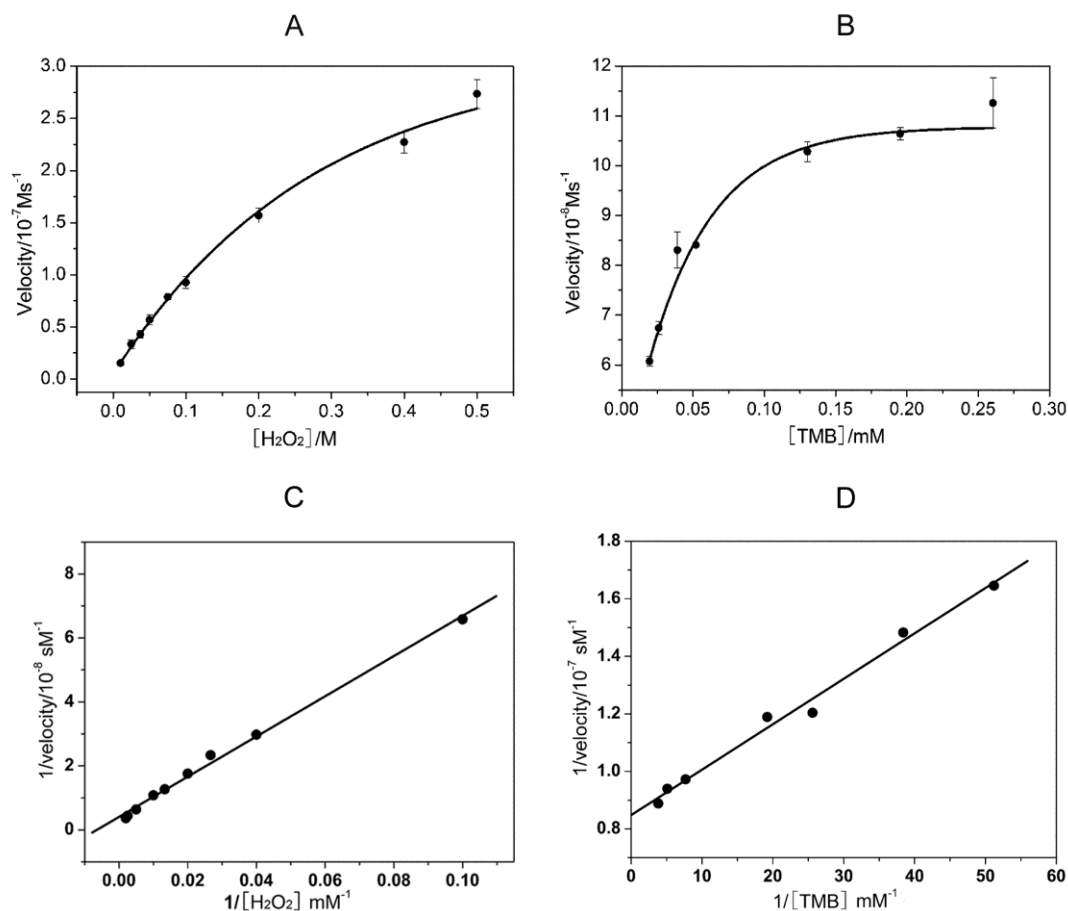 A
3.0
2.5
2.0
1.5
1.0
0.5
0.0
Velocity/10⁻⁷Ms⁻¹
0.0 0.1 0.2 0.3 0.4 0.5
[H₂O₂]/M
B
12
11
10
9
8
7
6
Velocity/10⁻⁸Ms⁻¹
0.00 0.05 0.10 0.15 0.20 0.25 0.30
[TMB]/mM
C
8
6
4
2
0
1/velocity/10⁻⁸ sM⁻¹
0.00 0.02 0.04 0.06 0.08 0.10
1/[H₂O₂] mM⁻¹
D
1.8
1.6
1.4
1.2
1.0
0.8
1/velocity/10⁻⁷ sM⁻¹
0 10 20 30 40 50 60
1/[TMB] mM⁻¹